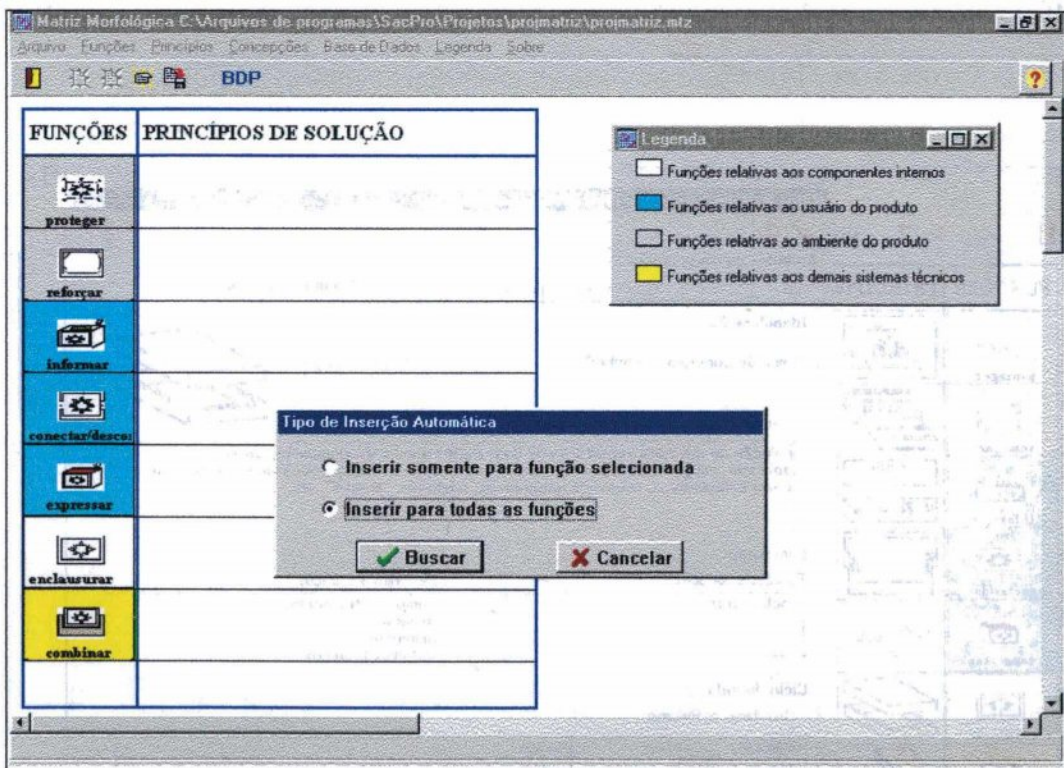 Matriz Morfológica C:\Arquivos de programas\SacPro\Projetos\projmatriz\projmatriz.mtz
Arquivo Funções Princípios Concepções Base de Dados Legenda Sobre
BDP
FUNÇÕES PRINCÍPIOS DE SOLUÇÃO
proteger
reforçar
informar
conectar/desco
expressar
enclausurar
combinar
Legenda
Funções relativas aos componentes internos
Funções relativas ao usuário do produto
Funções relativas ao ambiente do produto
Funções relativas aos demais sistemas técnicos
Tipo de Inserção Automática
Inserir somente para função selecionada
Inserir para todas as funções
Buscar Cancelar